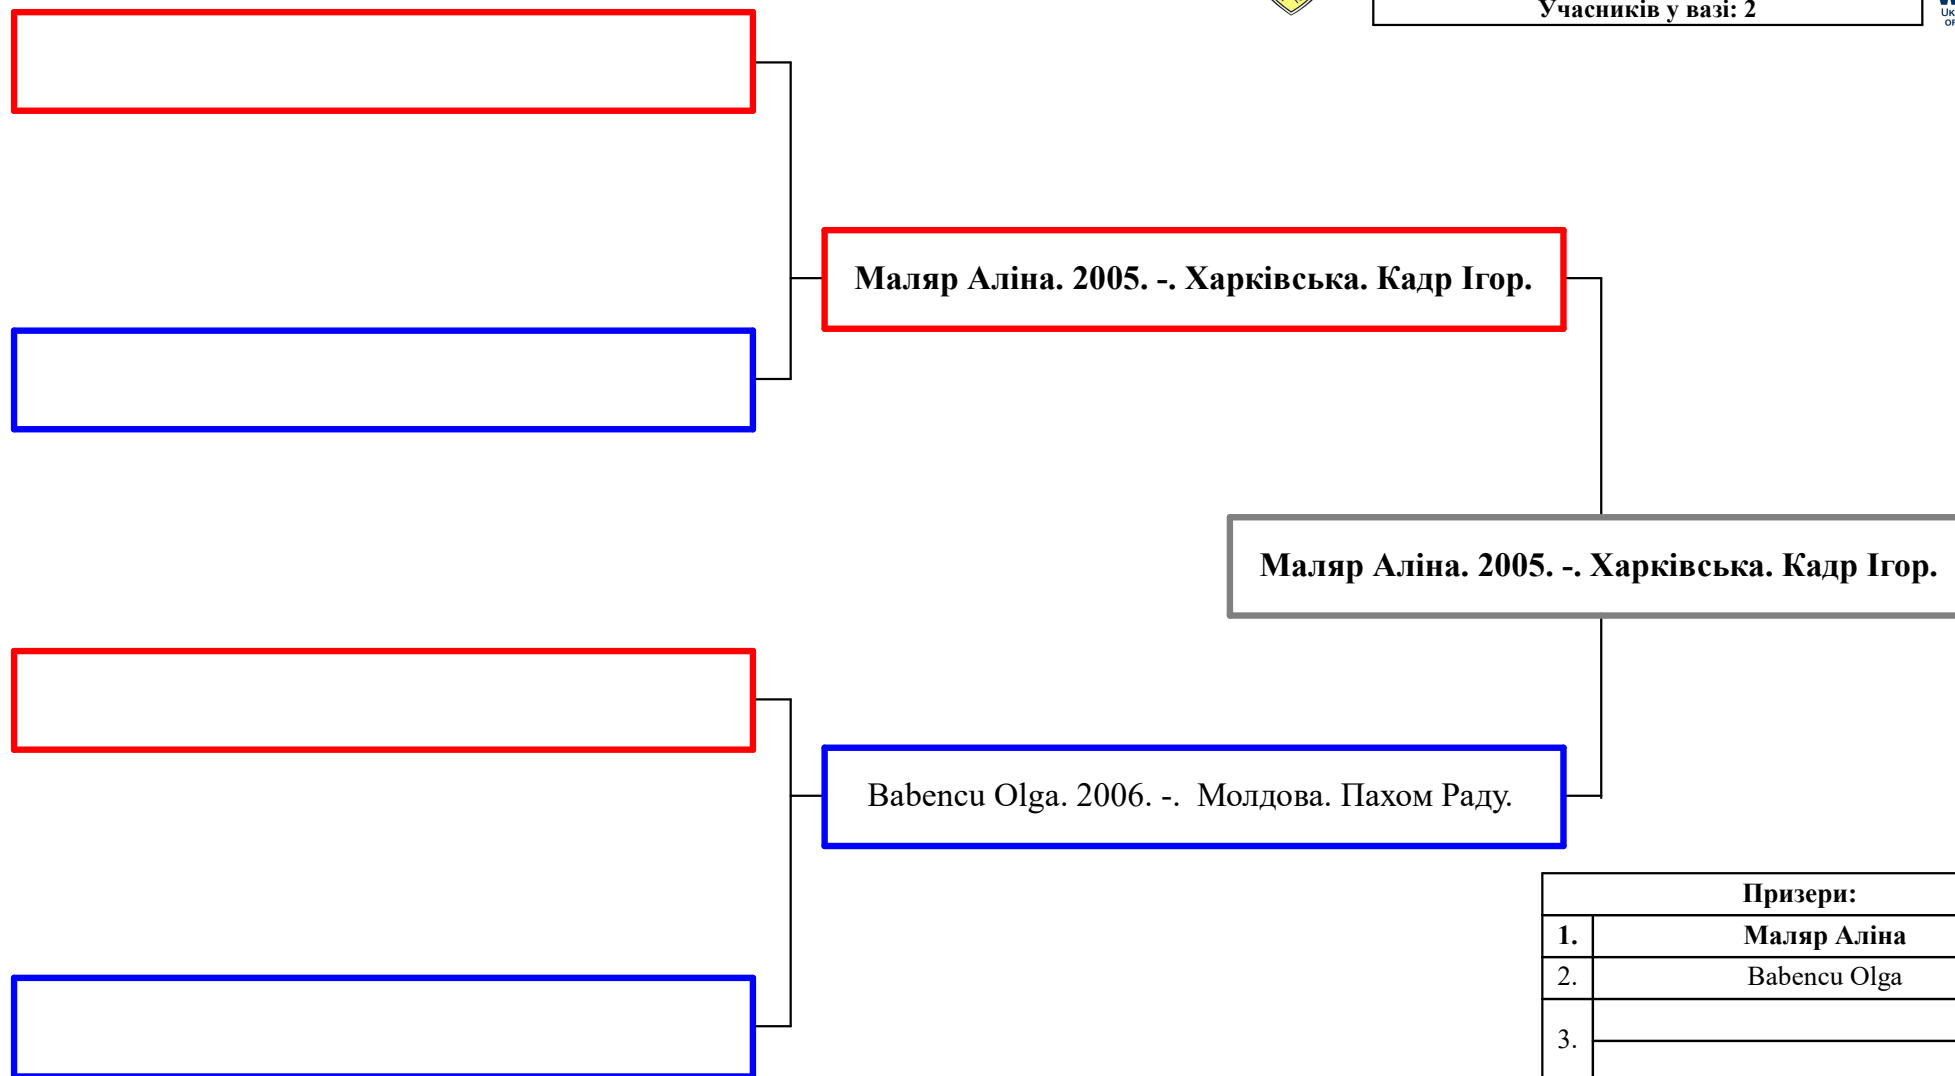 Учасників у вазі: 2
Маляр Аліна. 2005. -. Харківська. Кадр Ігор.
Маляр Аліна. 2005. -. Харківська. Кадр Ігор.
Babencu Olga. 2006. -. Молдова. Пахом Раду.
Призери:
1. Маляр Аліна
2. Babencu Olga
3.